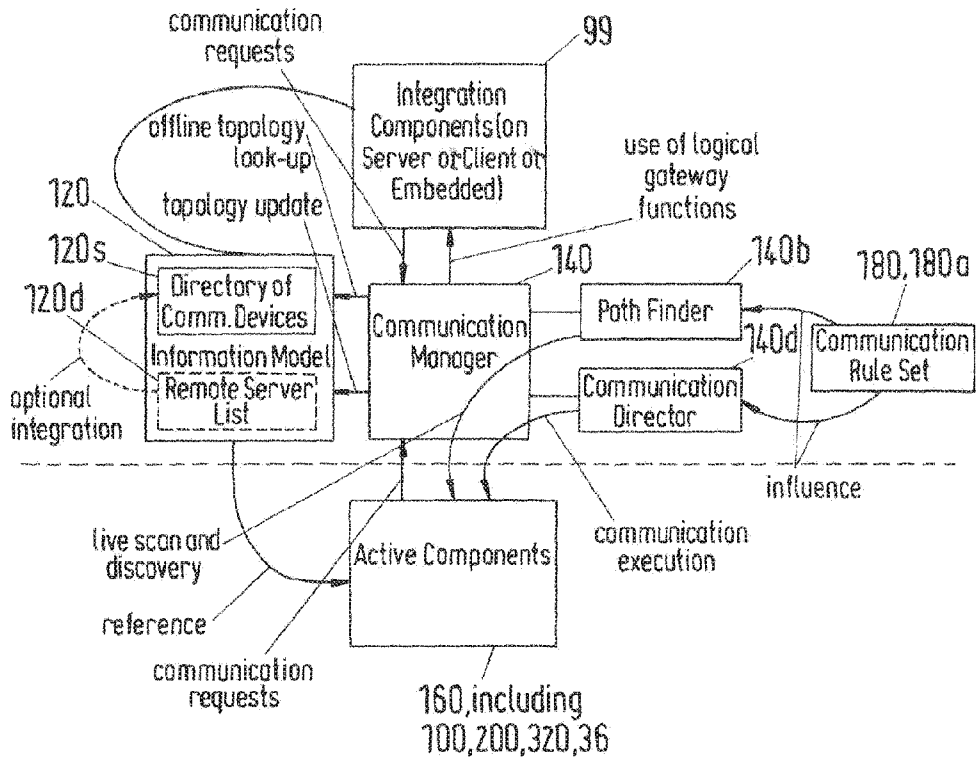 communication
requests
99
Integration
Components(on
Server or Client or
Embedded)
offline topology
look-up
use of logical
gateway
functions
120
topology update
120s
140
140b
180,180a
120d
Directory of
Comm. Devices
Communication
Manager
Path Finder
140d
Communication
Rule Set
Information Model
Remote Server
List
Communication
Director
optional
integration
influence
live scan and
discovery
Active Components
communication
execution
reference
communication
requests
160,including
100,200,320,36